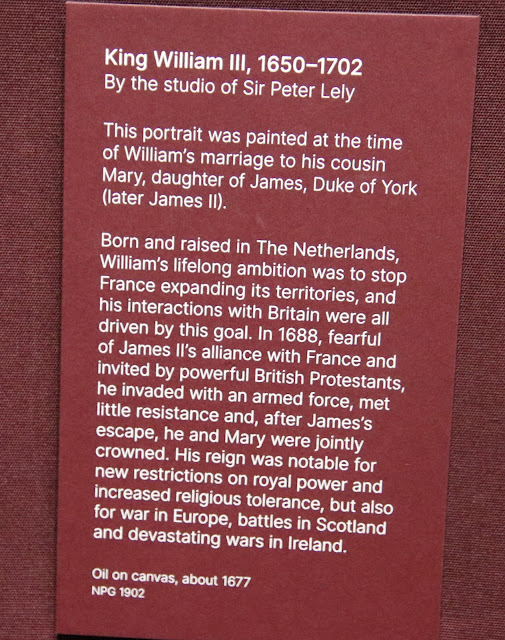 King William III, 1650–1702
By the studio of Sir Peter Lely
This portrait was painted at the time
of William's marriage to his cousin
Mary, daughter of James, Duke of York
(later James II).
Born and raised in The Netherlands,
William's lifelong ambition was to stop
France expanding its territories, and
his interactions with Britain were all
driven by this goal. In 1688, fearful
of James II's alliance with France and
invited by powerful British Protestants,
he invaded with an armed force, met
little resistance and, after James's
escape, he and Mary were jointly
crowned. His reign was notable for
new restrictions on royal power and
increased religious tolerance, but also
for war in Europe, battles in Scotland
and devastating wars in Ireland.
Oil on canvas, about 1677
NPG 1902